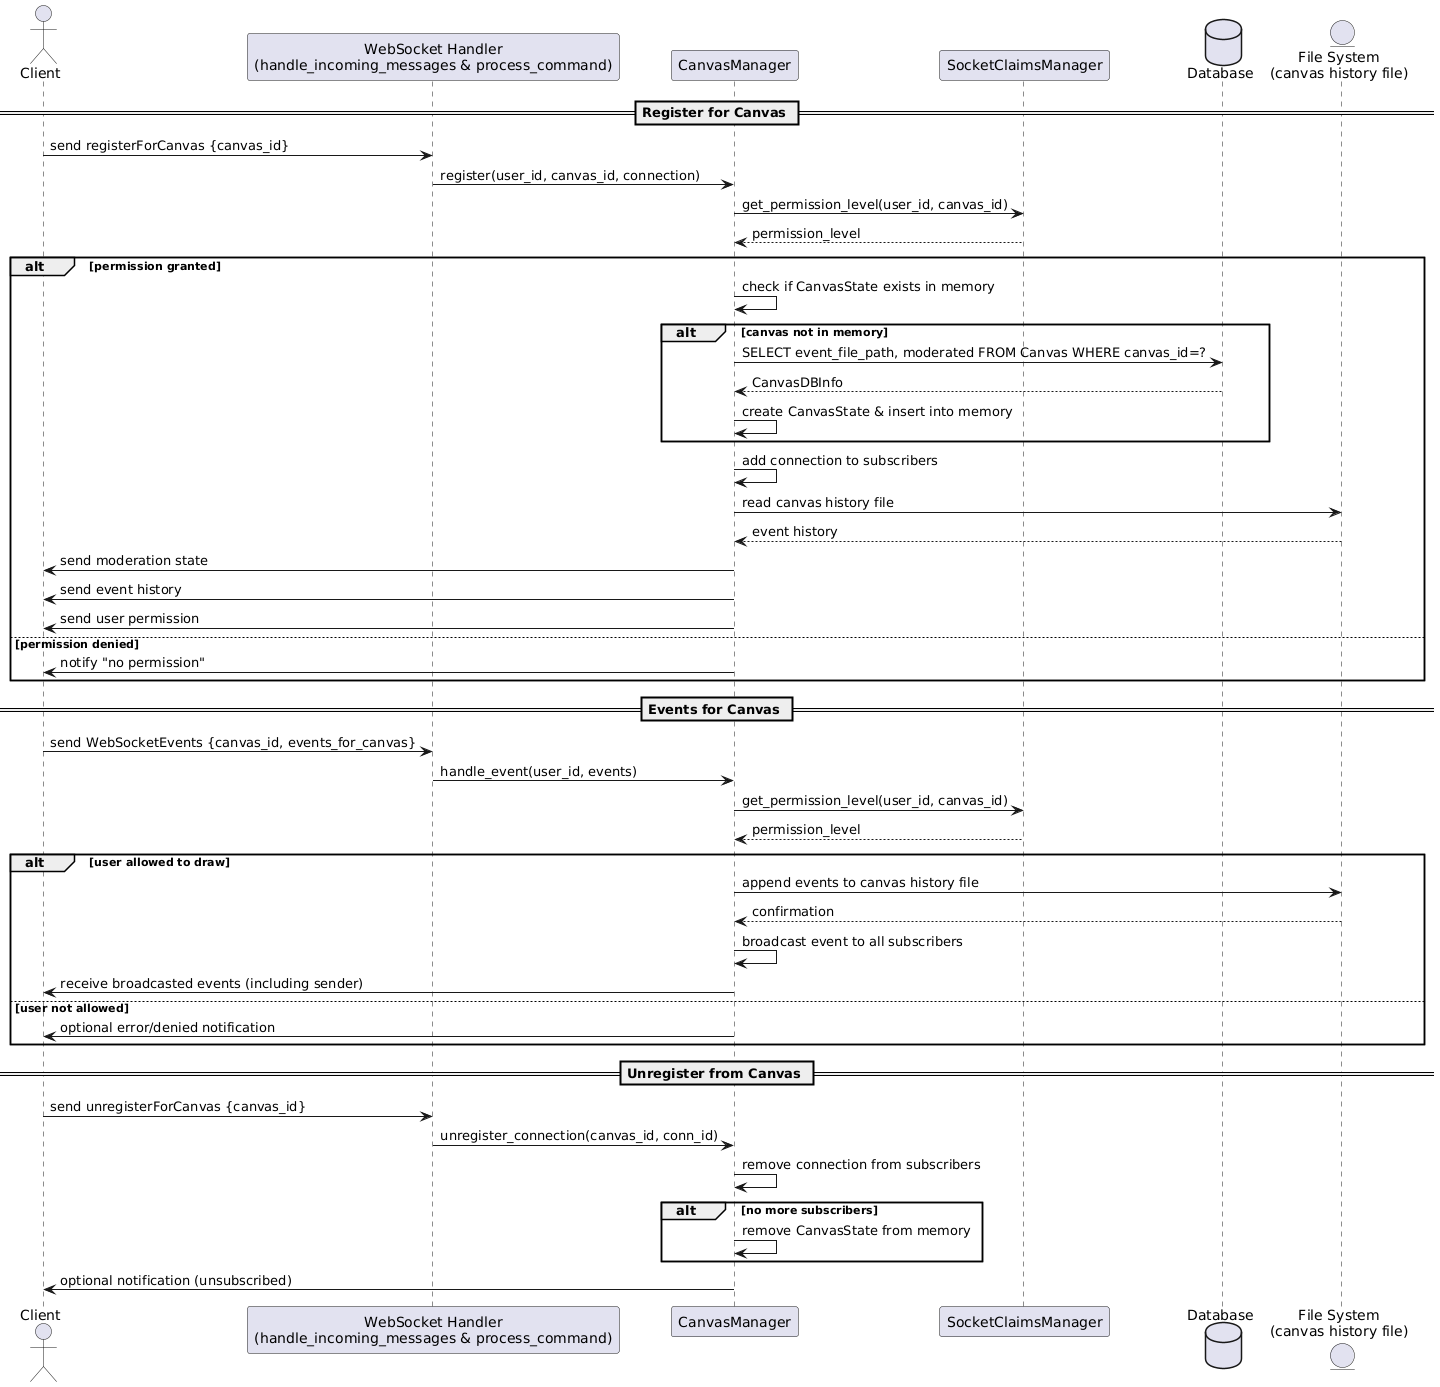 Client
WebSocket Handler
(handle_incoming_messages & process_command)
CanvasManager
SocketClaimsManager
Database
File System
(canvas history file)
Register for Canvas
send registerForCanvas {canvas_id}
register(user_id, canvas_id, connection)
get_permission_level(user_id, canvas_id)
permission_level
alt [permission granted]
check if CanvasState exists in memory
alt [canvas not in memory]
SELECT event_file_path, moderated FROM Canvas WHERE canvas_id=?
CanvasDBInfo
create CanvasState & insert into memory
add connection to subscribers
read canvas history file
event history
send moderation state
send event history
send user permission
[permission denied]
notify "no permission"
Events for Canvas
send WebSocketEvents {canvas_id, events_for_canvas}
handle_event(user_id, events)
get_permission_level(user_id, canvas_id)
permission_level
alt [user allowed to draw]
append events to canvas history file
confirmation
broadcast event to all subscribers
receive broadcasted events (including sender)
[user not allowed]
optional error/denied notification
Unregister from Canvas
send unregisterForCanvas {canvas_id}
unregister_connection(canvas_id, conn_id)
remove connection from subscribers
alt [no more subscribers]
remove CanvasState from memory
optional notification (unsubscribed)
Client
WebSocket Handler
(handle_incoming_messages & process_command)
CanvasManager
SocketClaimsManager
Database
File System
(canvas history file)